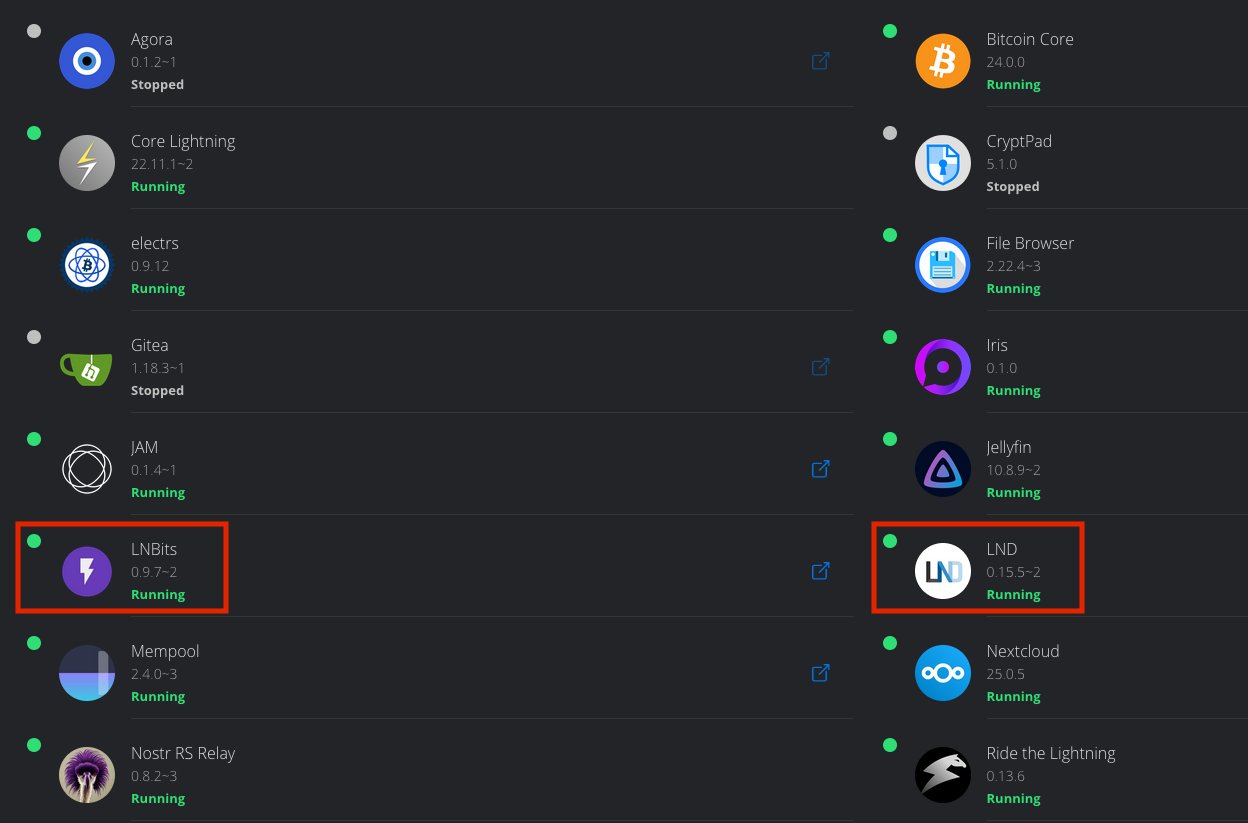 Agora
0.1.2~1
Stopped
Bitcoin Core
24.0.0
Running
Core Lightning
22.11.1~2
Running
CryptPad
5.1.0
Stopped
electrs
0.9.12
Running
File Browser
2.22.4~3
Running
Gitea
1.18.3~1
Stopped
Iris
0.1.0
Running
JAM
0.1.4~1
Running
Jellyfin
10.8.9~2
Running
LNBits
0.9.7~2
Running
LND
LND
0.15.5~2
Running
Mempool
2.4.0~3
Running
Nextcloud
25.0.5
Running
Nostr RS Relay
0.8.2~3
Running
Ride the Lightning
0.13.6
Running